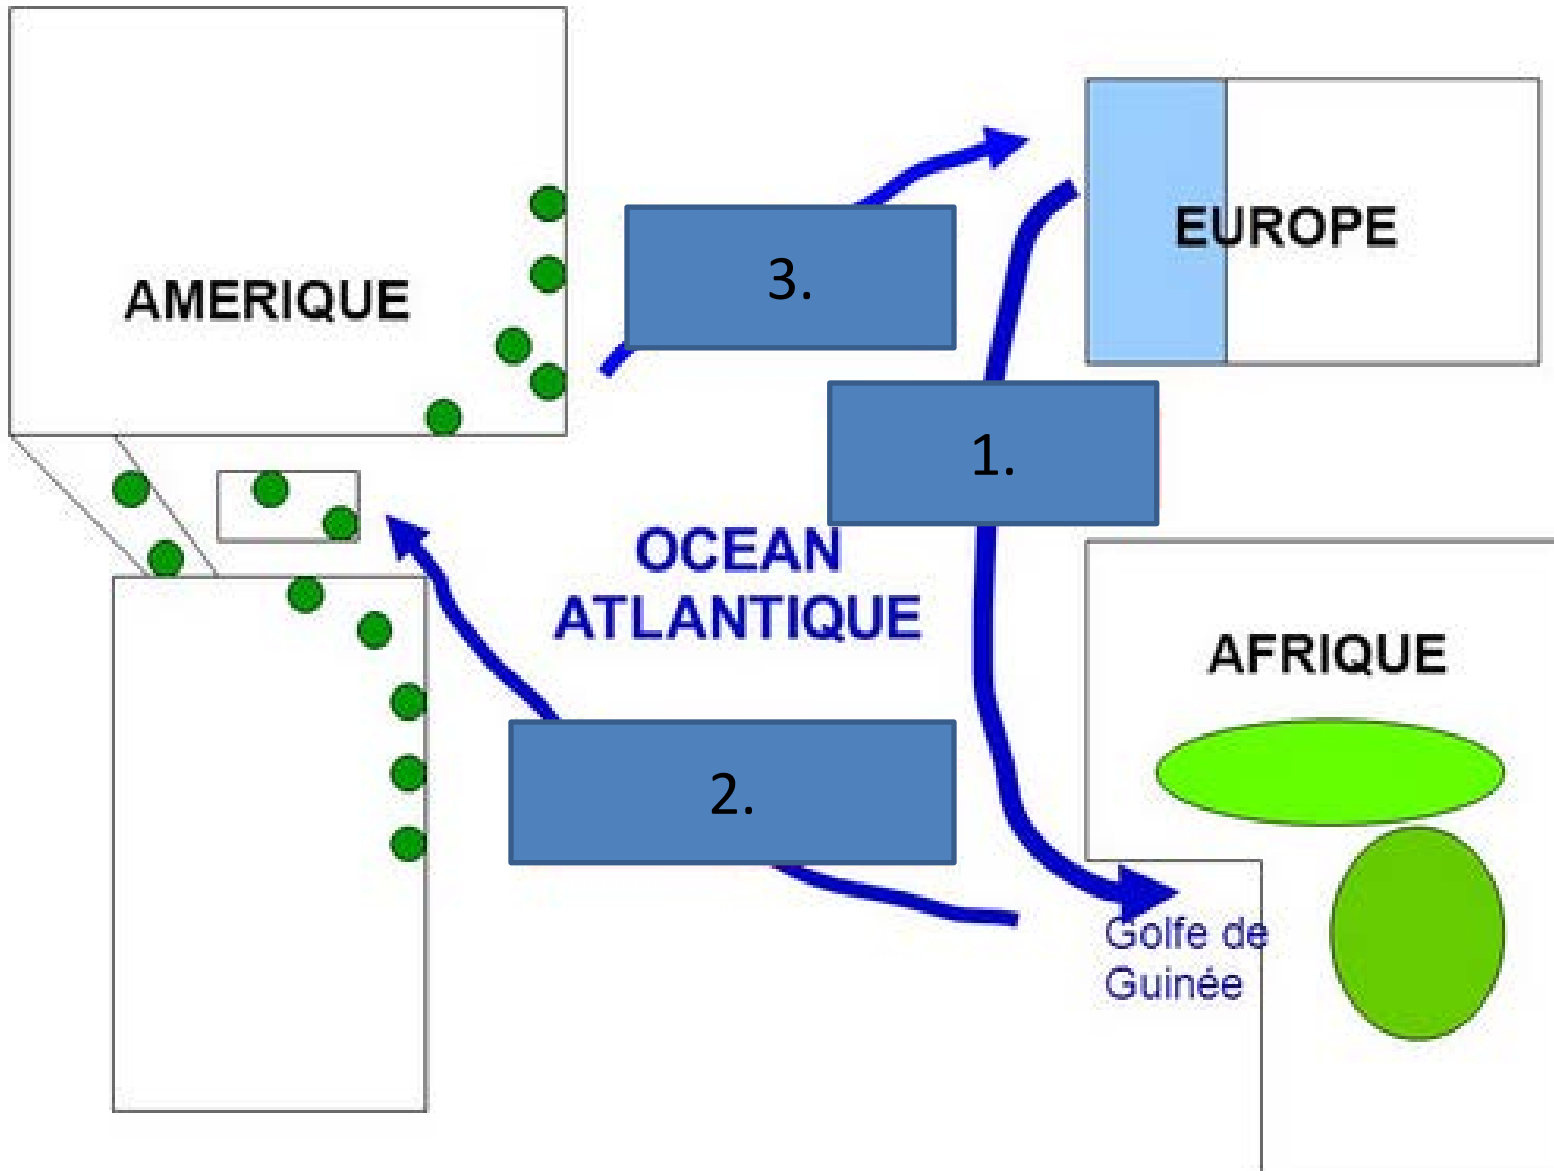 EUROPE
3.
AMERIQUE
1.
OCEAN
ATLANTIQUE
AFRIQUE
2.
Golfe de
Guinée